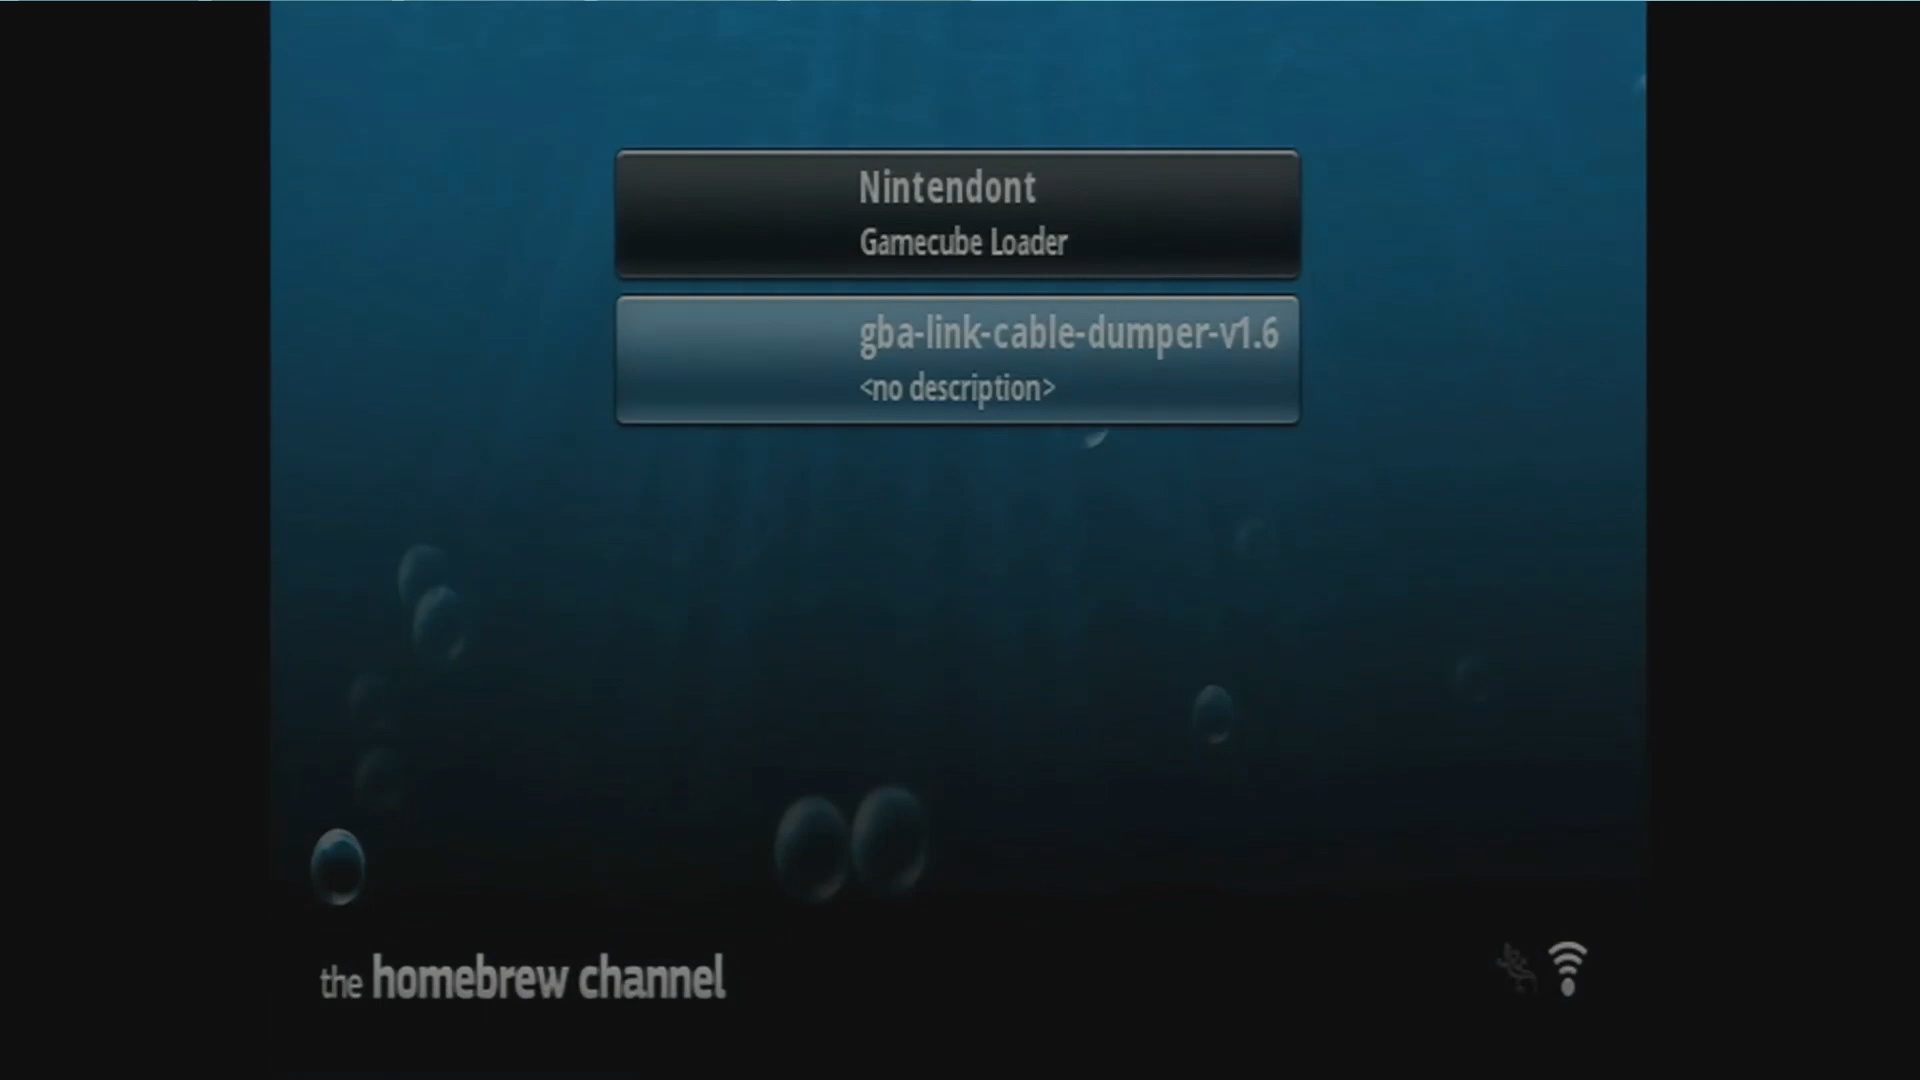 Nintendont
Gamecube Loader
gba-link-cable-dumper-v1.6
<no description>
the homebrew channel